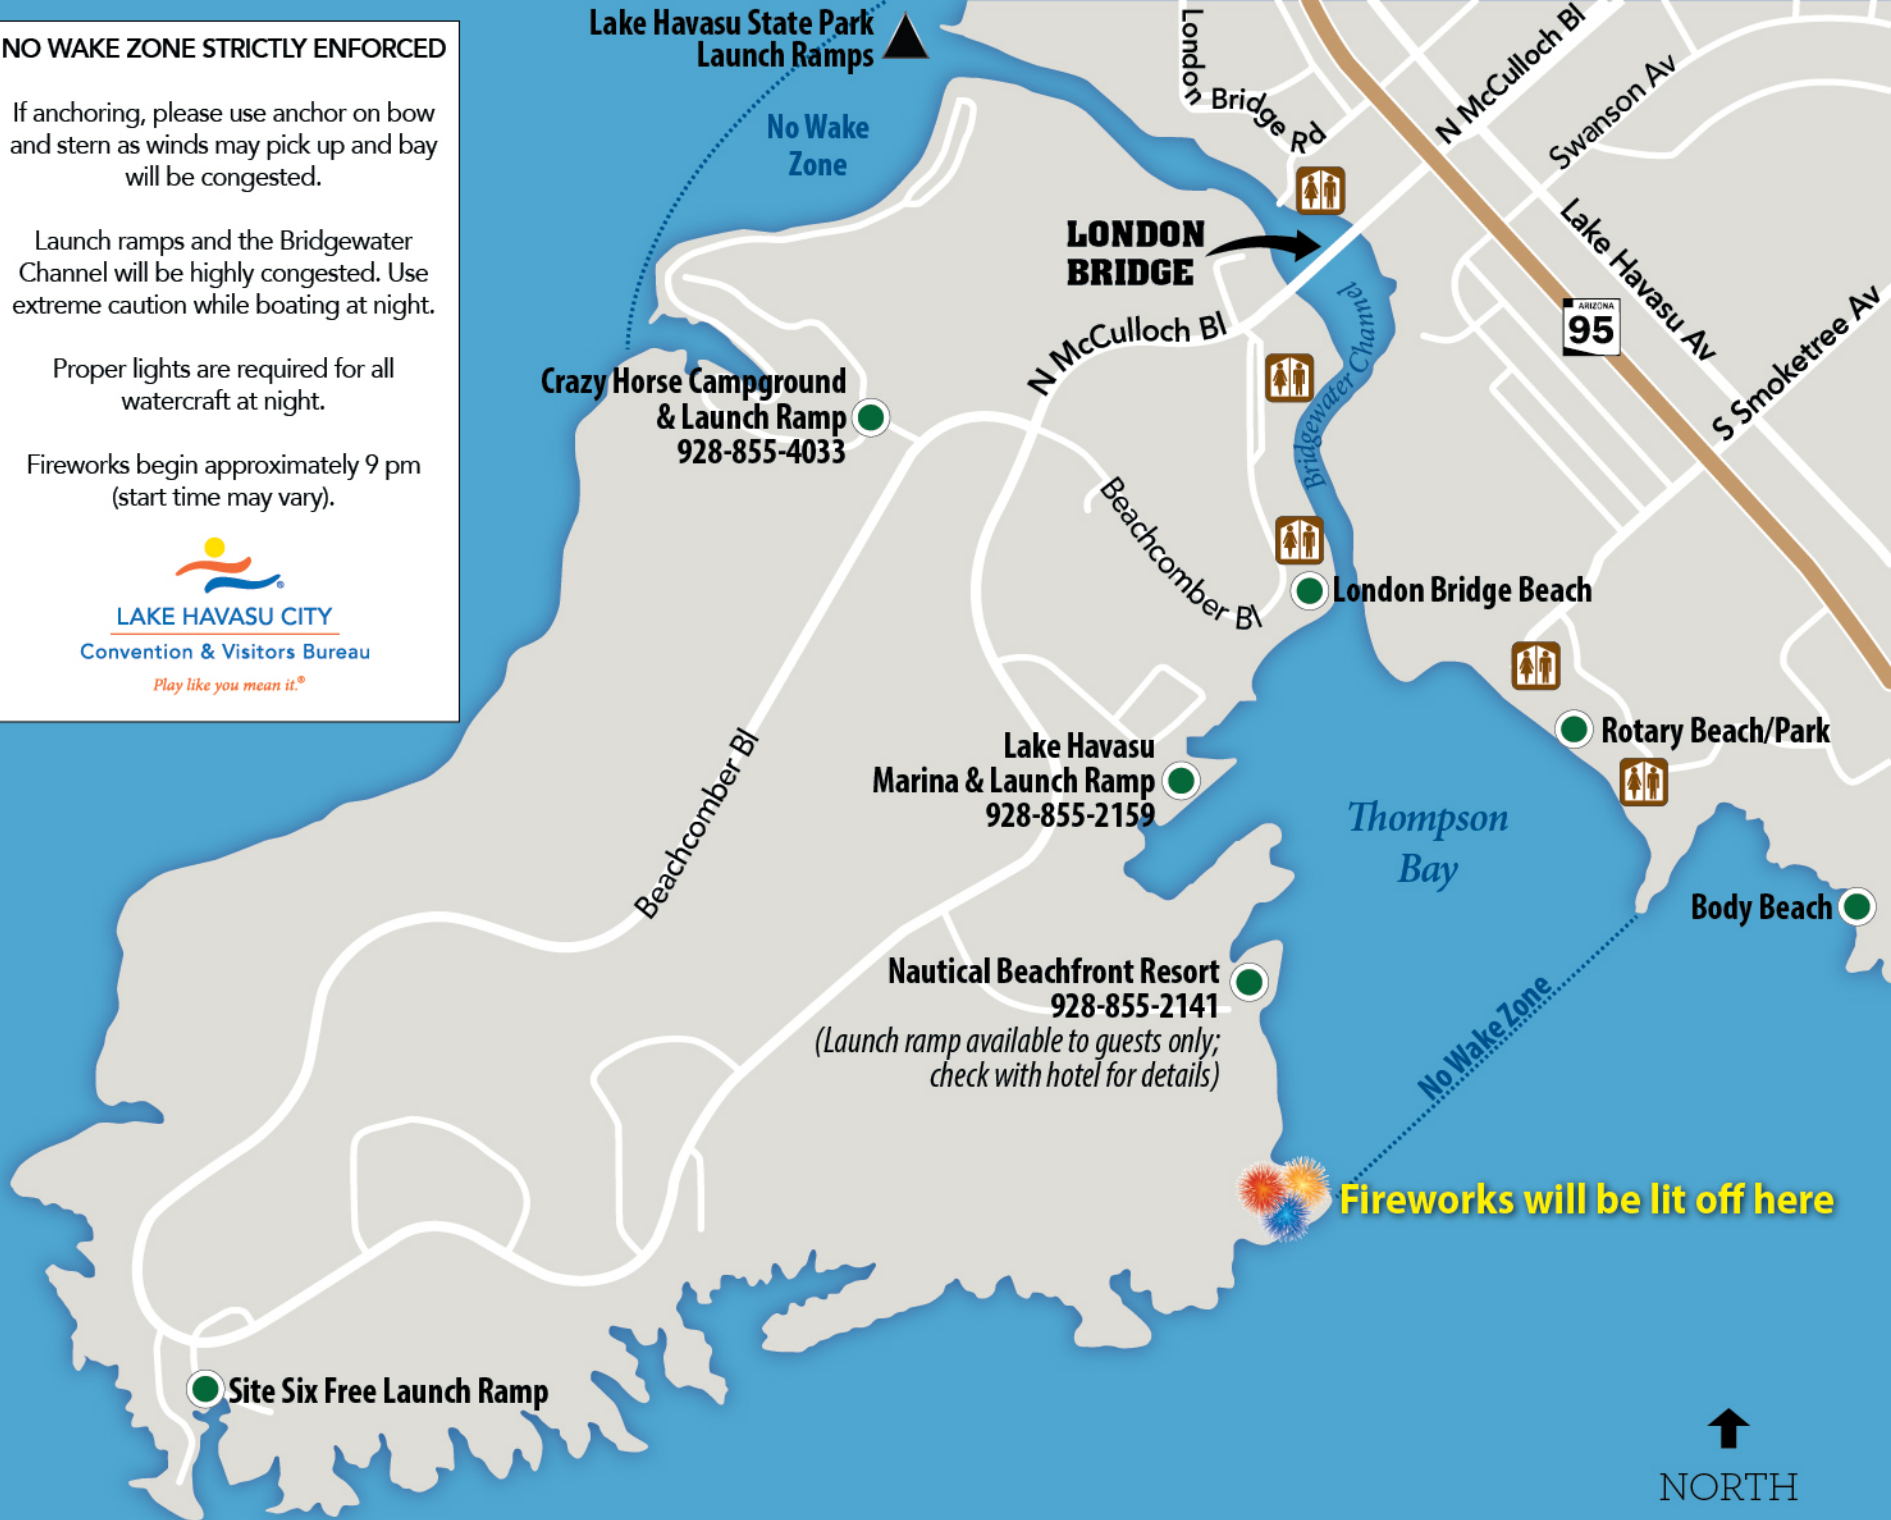 NO WAKE ZONE STRICTLY ENFORCED
If anchoring, please use anchor on bow
and stern as winds may pick up and bay
will be congested.
Launch ramps and the Bridgewater
Channel will be highly congested. Use
extreme caution while boating at night.
Proper lights are required for all
watercraft at night.
Fireworks begin approximately 9 pm
(start time may vary).
®
LAKE HAVASU CITY
Convention & Visitors Bureau
Play like you mean it.®
Lake Havasu State Park
Launch Ramps
No Wake
Zone
London Bridge Rd
N McCulloch Bl
Swanson Av
LONDON
BRIDGE
Lake Havasu Av
ARIZONA
95
S Smoketree Av
N McCulloch Bl
Bridgewater Channel
Crazy Horse Campground
& Launch Ramp
928-855-4033
Beachcomber Bl
London Bridge Beach
Rotary Beach/Park
Lake Havasu
Marina & Launch Ramp
928-855-2159
Beachcomber Bl
Thompson
Bay
Body Beach
Nautical Beachfront Resort
928-855-2141
(Launch ramp available to guests only;
check with hotel for details)
No Wake Zone
Fireworks will be lit off here
Site Six Free Launch Ramp
NORTH